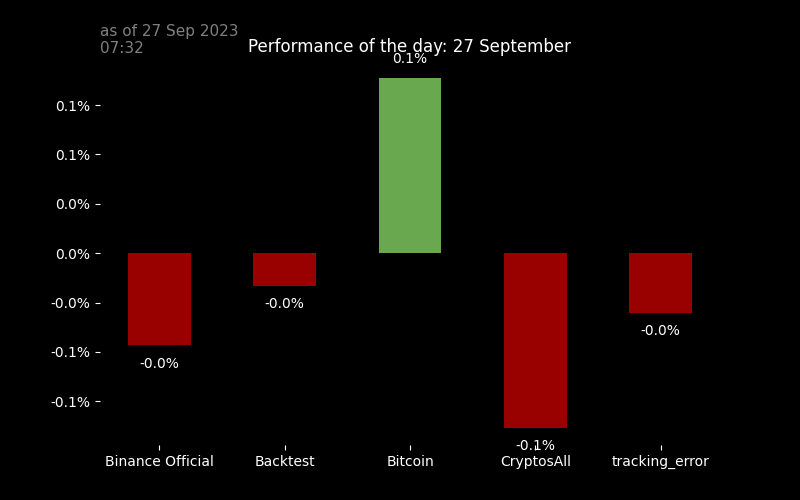 as of 27 Sep 2023
07:32
Performance of the day: 27 September
0.1%
0.1%
0.1%
0.0%
0.0%
-0.0%
-0.1%
-0.1%
-0.0%
-0.0%
-0.0%
-0.1%
Binance Official
Backtest
Bitcoin
CryptosAll
tracking_error